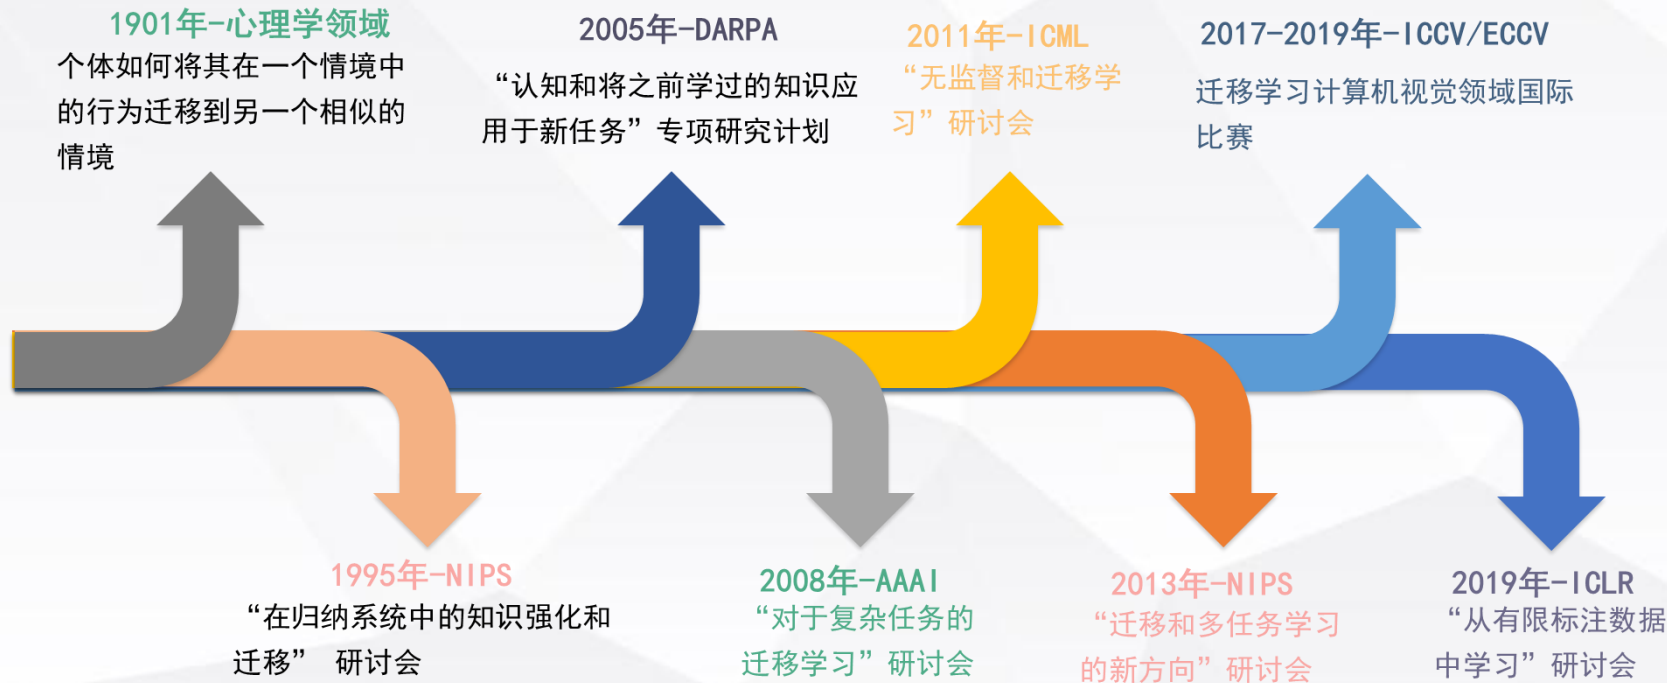 1901年-心理学领域
个体如何将其在一个情境中
的行为迁移到另一个相似的
情境
2005年-DARPA
“认知和将之前学过的知识应
用于新任务”专项研究计划
2011年-ICML
“无监督和迁移学
习”研讨会
2017-2019年-ICCV/ECCV
迁移学习计算机视觉领域国际
比赛
1995年-NIPS
“在归纳系统中的知识强化和
迁移” 研讨会
2008年-AAAI
“对于复杂任务的
迁移学习”研讨会
2013年-NIPS
“迁移和多任务学习
的新方向”研讨会
2019年-ICLR
“从有限标注数据
中学习”研讨会